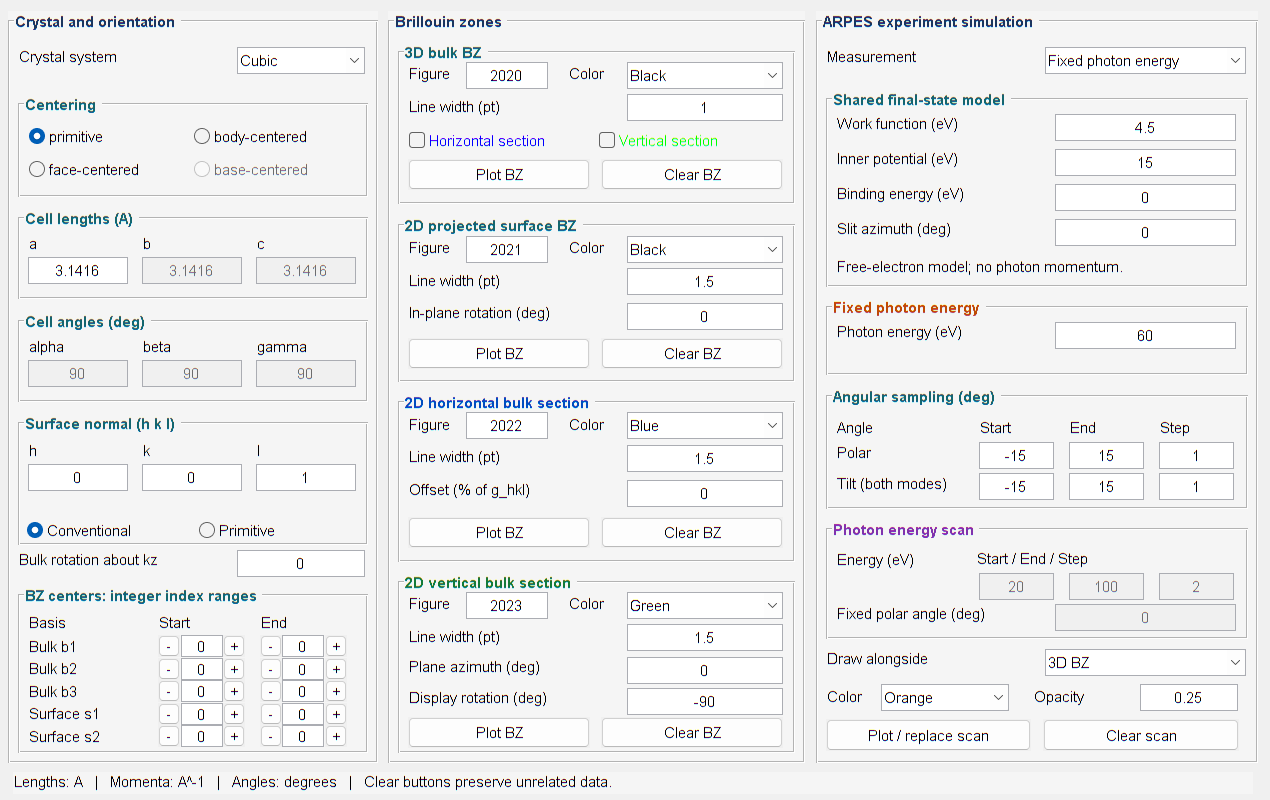 Crystal and orientation
Crystal system Cubic
Centering
primitive body-centered
face-centered base-centered
Cell lengths (A)
a b c
3.1416 3.1416 3.1416
Cell angles (deg)
alpha beta gamma
90 90 90
Surface normal (h k l)
h k l
0 0 1
Conventional Primitive
Bulk rotation about kz 0
BZ centers: integer index ranges
Basis Start End
Bulk b1 - 0 + - 0 +
Bulk b2 - 0 + - 0 +
Bulk b3 - 0 + - 0 +
Surface s1 - 0 + - 0 +
Surface s2 - 0 + - 0 +
Brillouin zones
3D bulk BZ
Figure 2020 Color Black
Line width (pt) 1
Horizontal section Vertical section
Plot BZ Clear BZ
2D projected surface BZ
Figure 2021 Color Black
Line width (pt) 1.5
In-plane rotation (deg) 0
Plot BZ Clear BZ
2D horizontal bulk section
Figure 2022 Color Blue
Line width (pt) 1.5
Offset (% of g_hkl) 0
Plot BZ Clear BZ
2D vertical bulk section
Figure 2023 Color Green
Line width (pt) 1.5
Plane azimuth (deg) 0
Display rotation (deg) -90
Plot BZ Clear BZ
ARPES experiment simulation
Measurement Fixed photon energy
Shared final-state model
Work function (eV) 4.5
Inner potential (eV) 15
Binding energy (eV) 0
Slit azimuth (deg) 0
Free-electron model; no photon momentum.
Fixed photon energy
Photon energy (eV) 60
Angular sampling (deg)
Angle Start End Step
Polar -15 15 1
Tilt (both modes) -15 15 1
Photon energy scan
Energy (eV) Start / End / Step
20 100 2
Fixed polar angle (deg) 0
Draw alongside 3D BZ
Color Orange Opacity 0.25
Plot / replace scan Clear scan
Lengths: A | Momenta: A^-1 | Angles: degrees | Clear buttons preserve unrelated data.